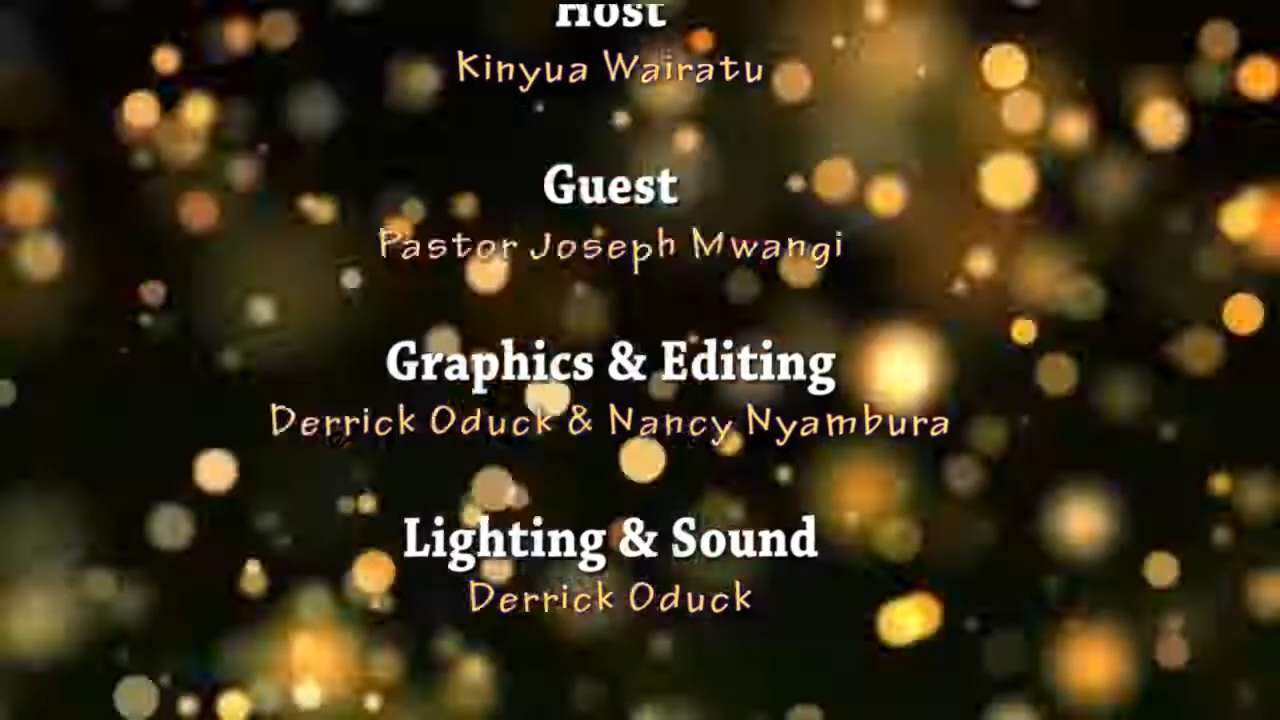 Host
Kinyua Wairatu
Guest
Pastor Joseph Mwangi
Graphics & Editing
Derrick Oduck & Nancy Nyambura
Lighting & Sound
Derrick Oduck